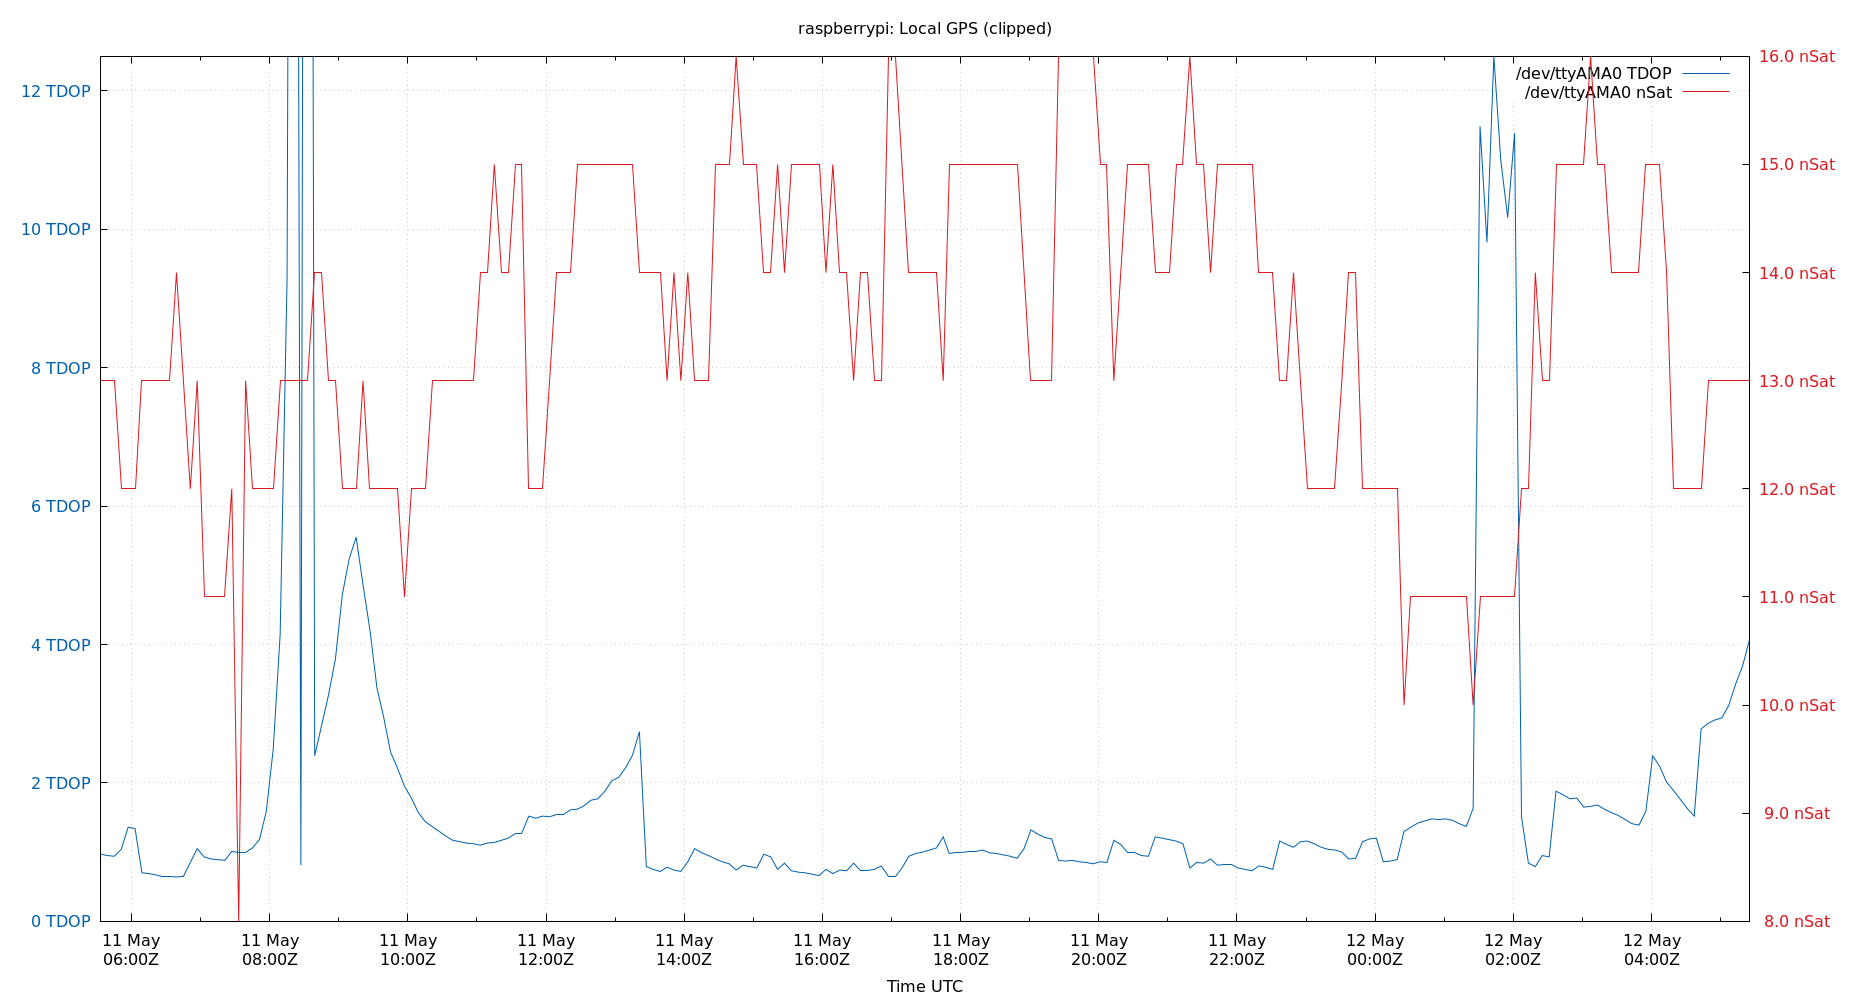 raspberrypi: Local GPS (clipped)
/dev/ttyAMA0 TDOP
/dev/ttyAMA0 nSat
12 TDOP
10 TDOP
8 TDOP
6 TDOP
4 TDOP
2 TDOP
0 TDOP
16.0 nSat
15.0 nSat
14.0 nSat
13.0 nSat
12.0 nSat
11.0 nSat
10.0 nSat
9.0 nSat
8.0 nSat
11 May 11 May 11 May 11 May 11 May 11 May 11 May 11 May 11 May 12 May 12 May 12 May
06:00Z 08:00Z 10:00Z 12:00Z 14:00Z 16:00Z 18:00Z 20:00Z 22:00Z 00:00Z 02:00Z 04:00Z
Time UTC